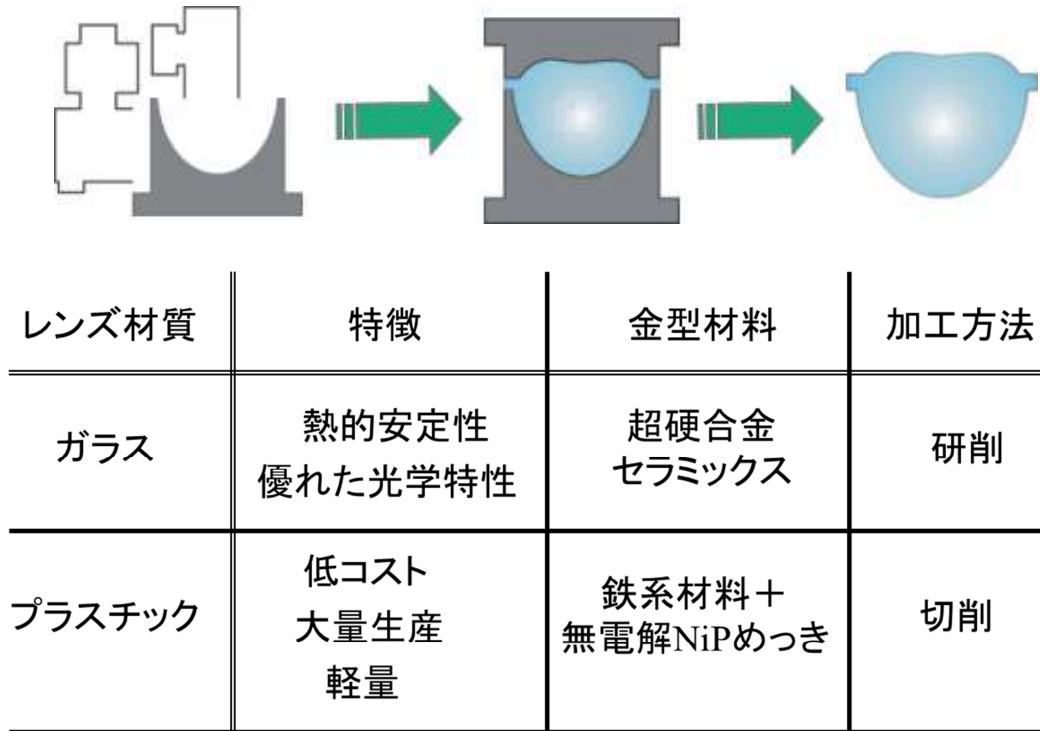 レンズ材質 特徴 金型材料 加工方法
ガラス
熱的安定性
優れた光学特性
超硬合金
セラミックス
研削
プラスチック
低コスト
大量生産
軽量
鉄系材料＋
無電解NiPめっき
切削